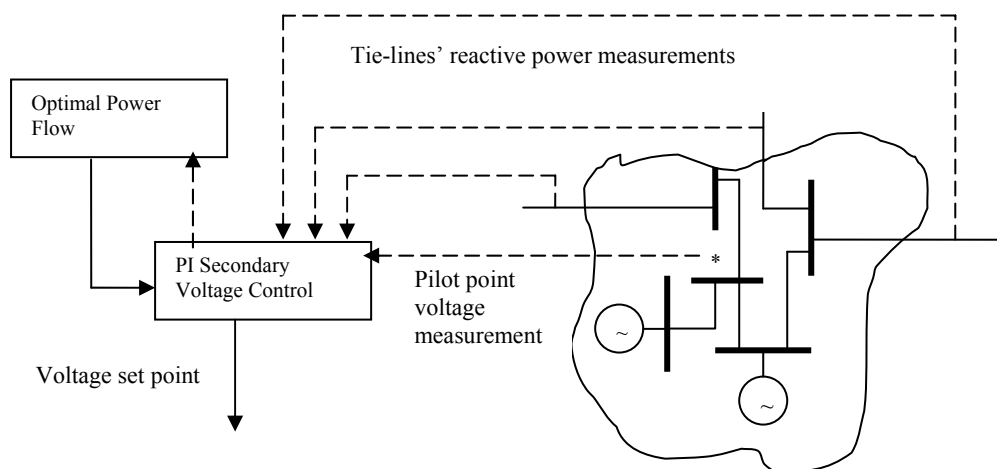 Tie-lines' reactive power measurements
Optimal Power
Flow
PI Secondary
Voltage Control
Pilot point
voltage
measurement
*
~
~
Voltage set point